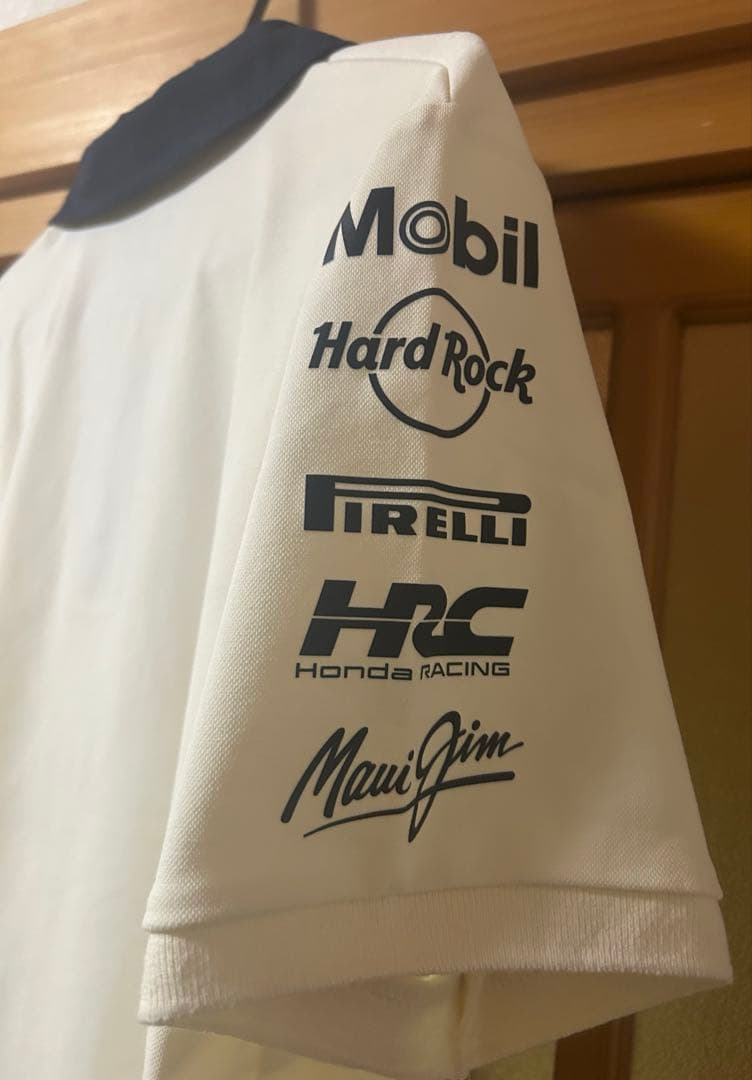 Mobil
Hard Rock
PIRELLI
HRC
Honda RACING
Maui Jim